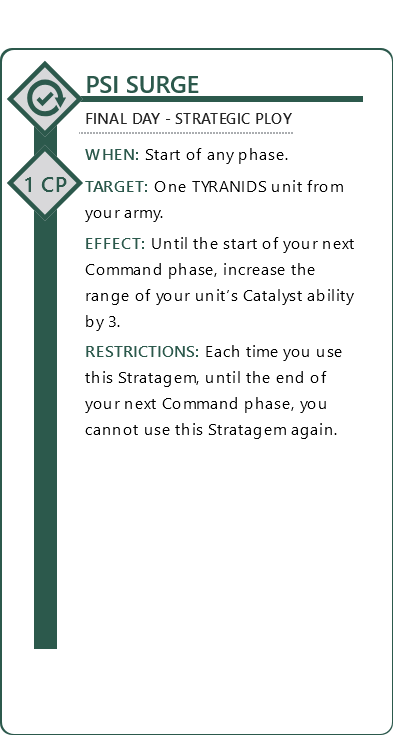 PSI SURGE
FINAL DAY - STRATEGIC PLOY
WHEN: Start of any phase.
1 CP
TARGET: One TYRANIDS unit from
your army.
EFFECT: Until the start of your next
Command phase, increase the
range of your unit's Catalyst ability
by 3.
RESTRICTIONS: Each time you use
this Stratagem, until the end of
your next Command phase, you
cannot use this Stratagem again.